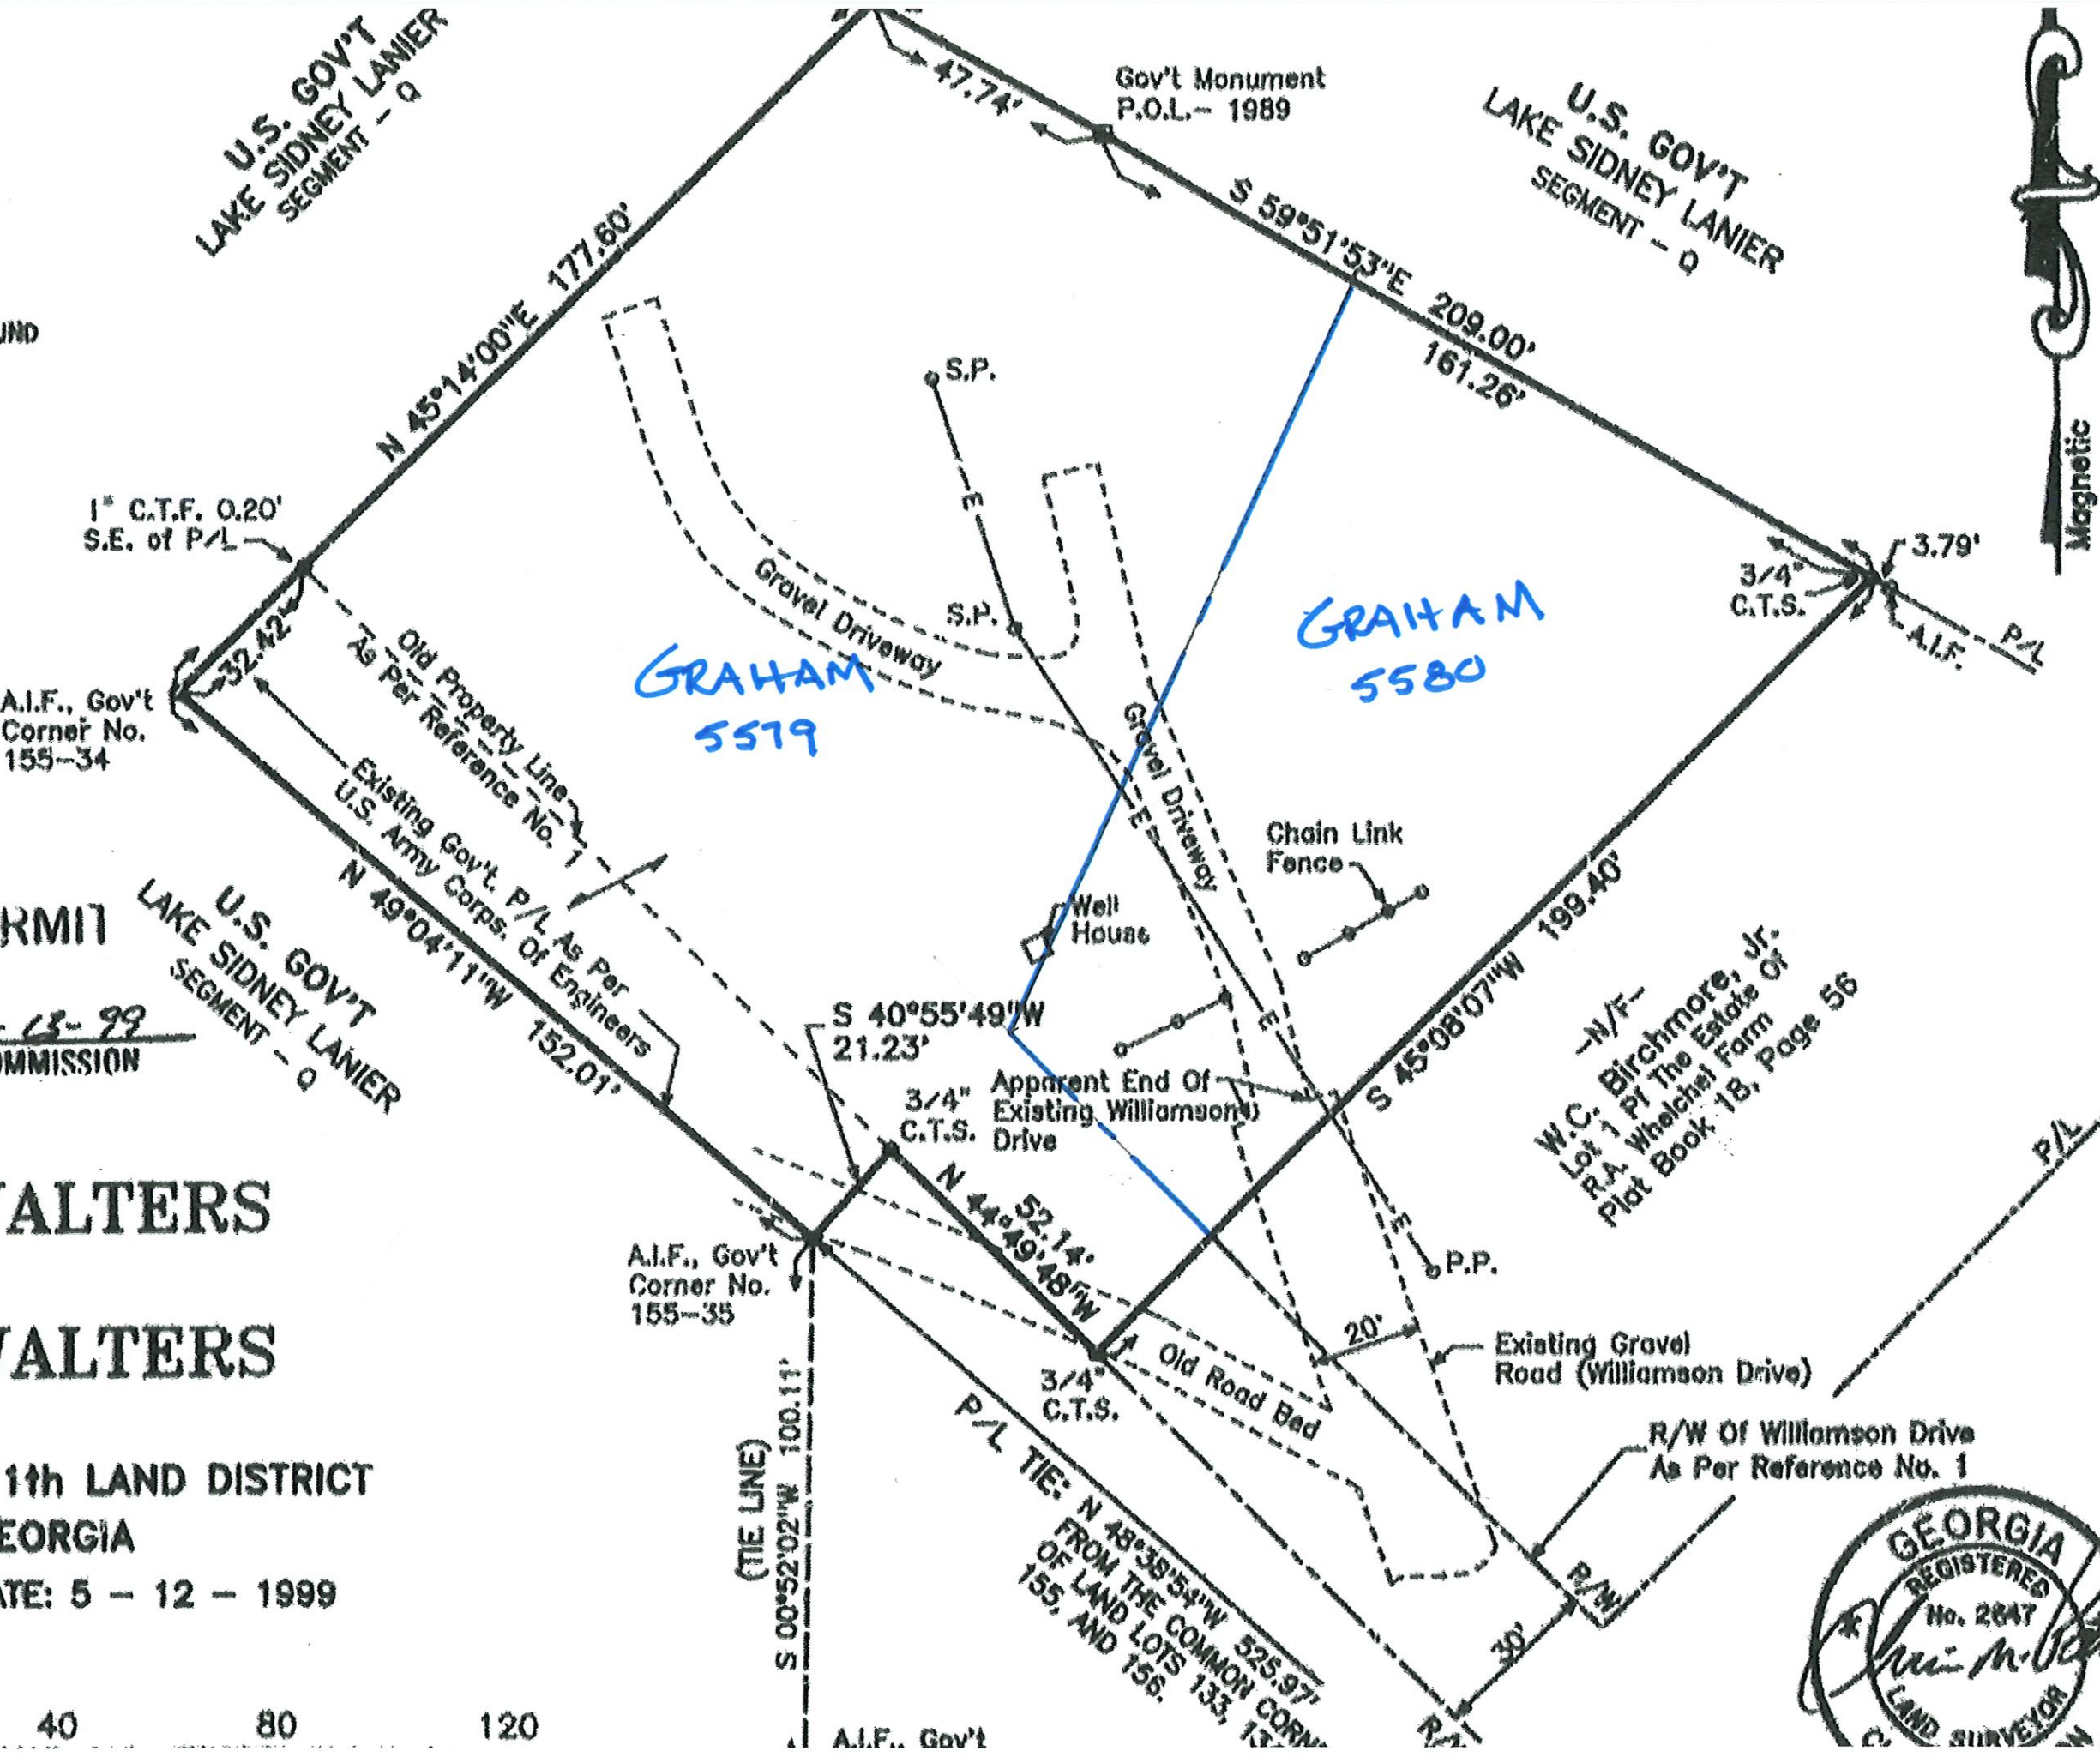 U.S. GOV'T
LAKE SIDNEY LANIER
SEGMENT - Q
47.74'
Gov't Monument
P.O.L.- 1989
U.S. GOV'T
LAKE SIDNEY LANIER
SEGMENT - Q
S 59°51'53"E 209.00'
161.26'
N 45°14'00"E 177.60'
UND
S.P.
E
Magnetic
1" C.T.F. 0.20'
S.E. of P/L
Gravel Driveway
S.P.
3.79'
3/4"
C.T.S.
A.I.F.
P/L
GRAHAM
5580
GRAHAM
5579
32.42'
A.I.F., Gov't
Corner No.
155-34
Old Property Line
As Per Reference No. 1
Existing Gov't. P/L As Per
U.S. Army Corps. Of Engineers
Gravel Driveway
E
Chain Link
Fence
N 49°04'11"W 152.01'
U.S. GOV'T
LAKE SIDNEY LANIER
SEGMENT - Q
Well
House
S 45°08'07"W 199.40'
RMIT
13-99
OMMISSION
S 40°55'49"W
21.23'
E
-N/F-
W.C. Birchmore, Jr.
Lot 1 Pf The Estate Of
R.A. Whelchel Farm
Plat Book 18, Page 56
Apparent End Of
Existing Williamson
Drive
3/4"
C.T.S.
P/L
ALTERS
N 44°49'48"W
52.14'
E
P.P.
A.I.F., Gov't
Corner No.
155-35
ALTERS
20'
Existing Gravel
Road (Williamson Drive)
Old Road Bed
3/4"
C.T.S.
R/W Of Williamson Drive
As Per Reference No. 1
1th LAND DISTRICT
EORGIA
ATE: 5 - 12 - 1999
(TIE LINE)
S 00°52'02"W 100.11'
P/L TIE: N 48°38'54"W 525.97'
FROM THE COMMON CORN
OF LAND LOTS 133, 13
155, AND 156.
R/W
30'
GEORGIA
REGISTERED
No. 2647
LAND SURVEYOR
40 80 120
A.I.F., Gov't